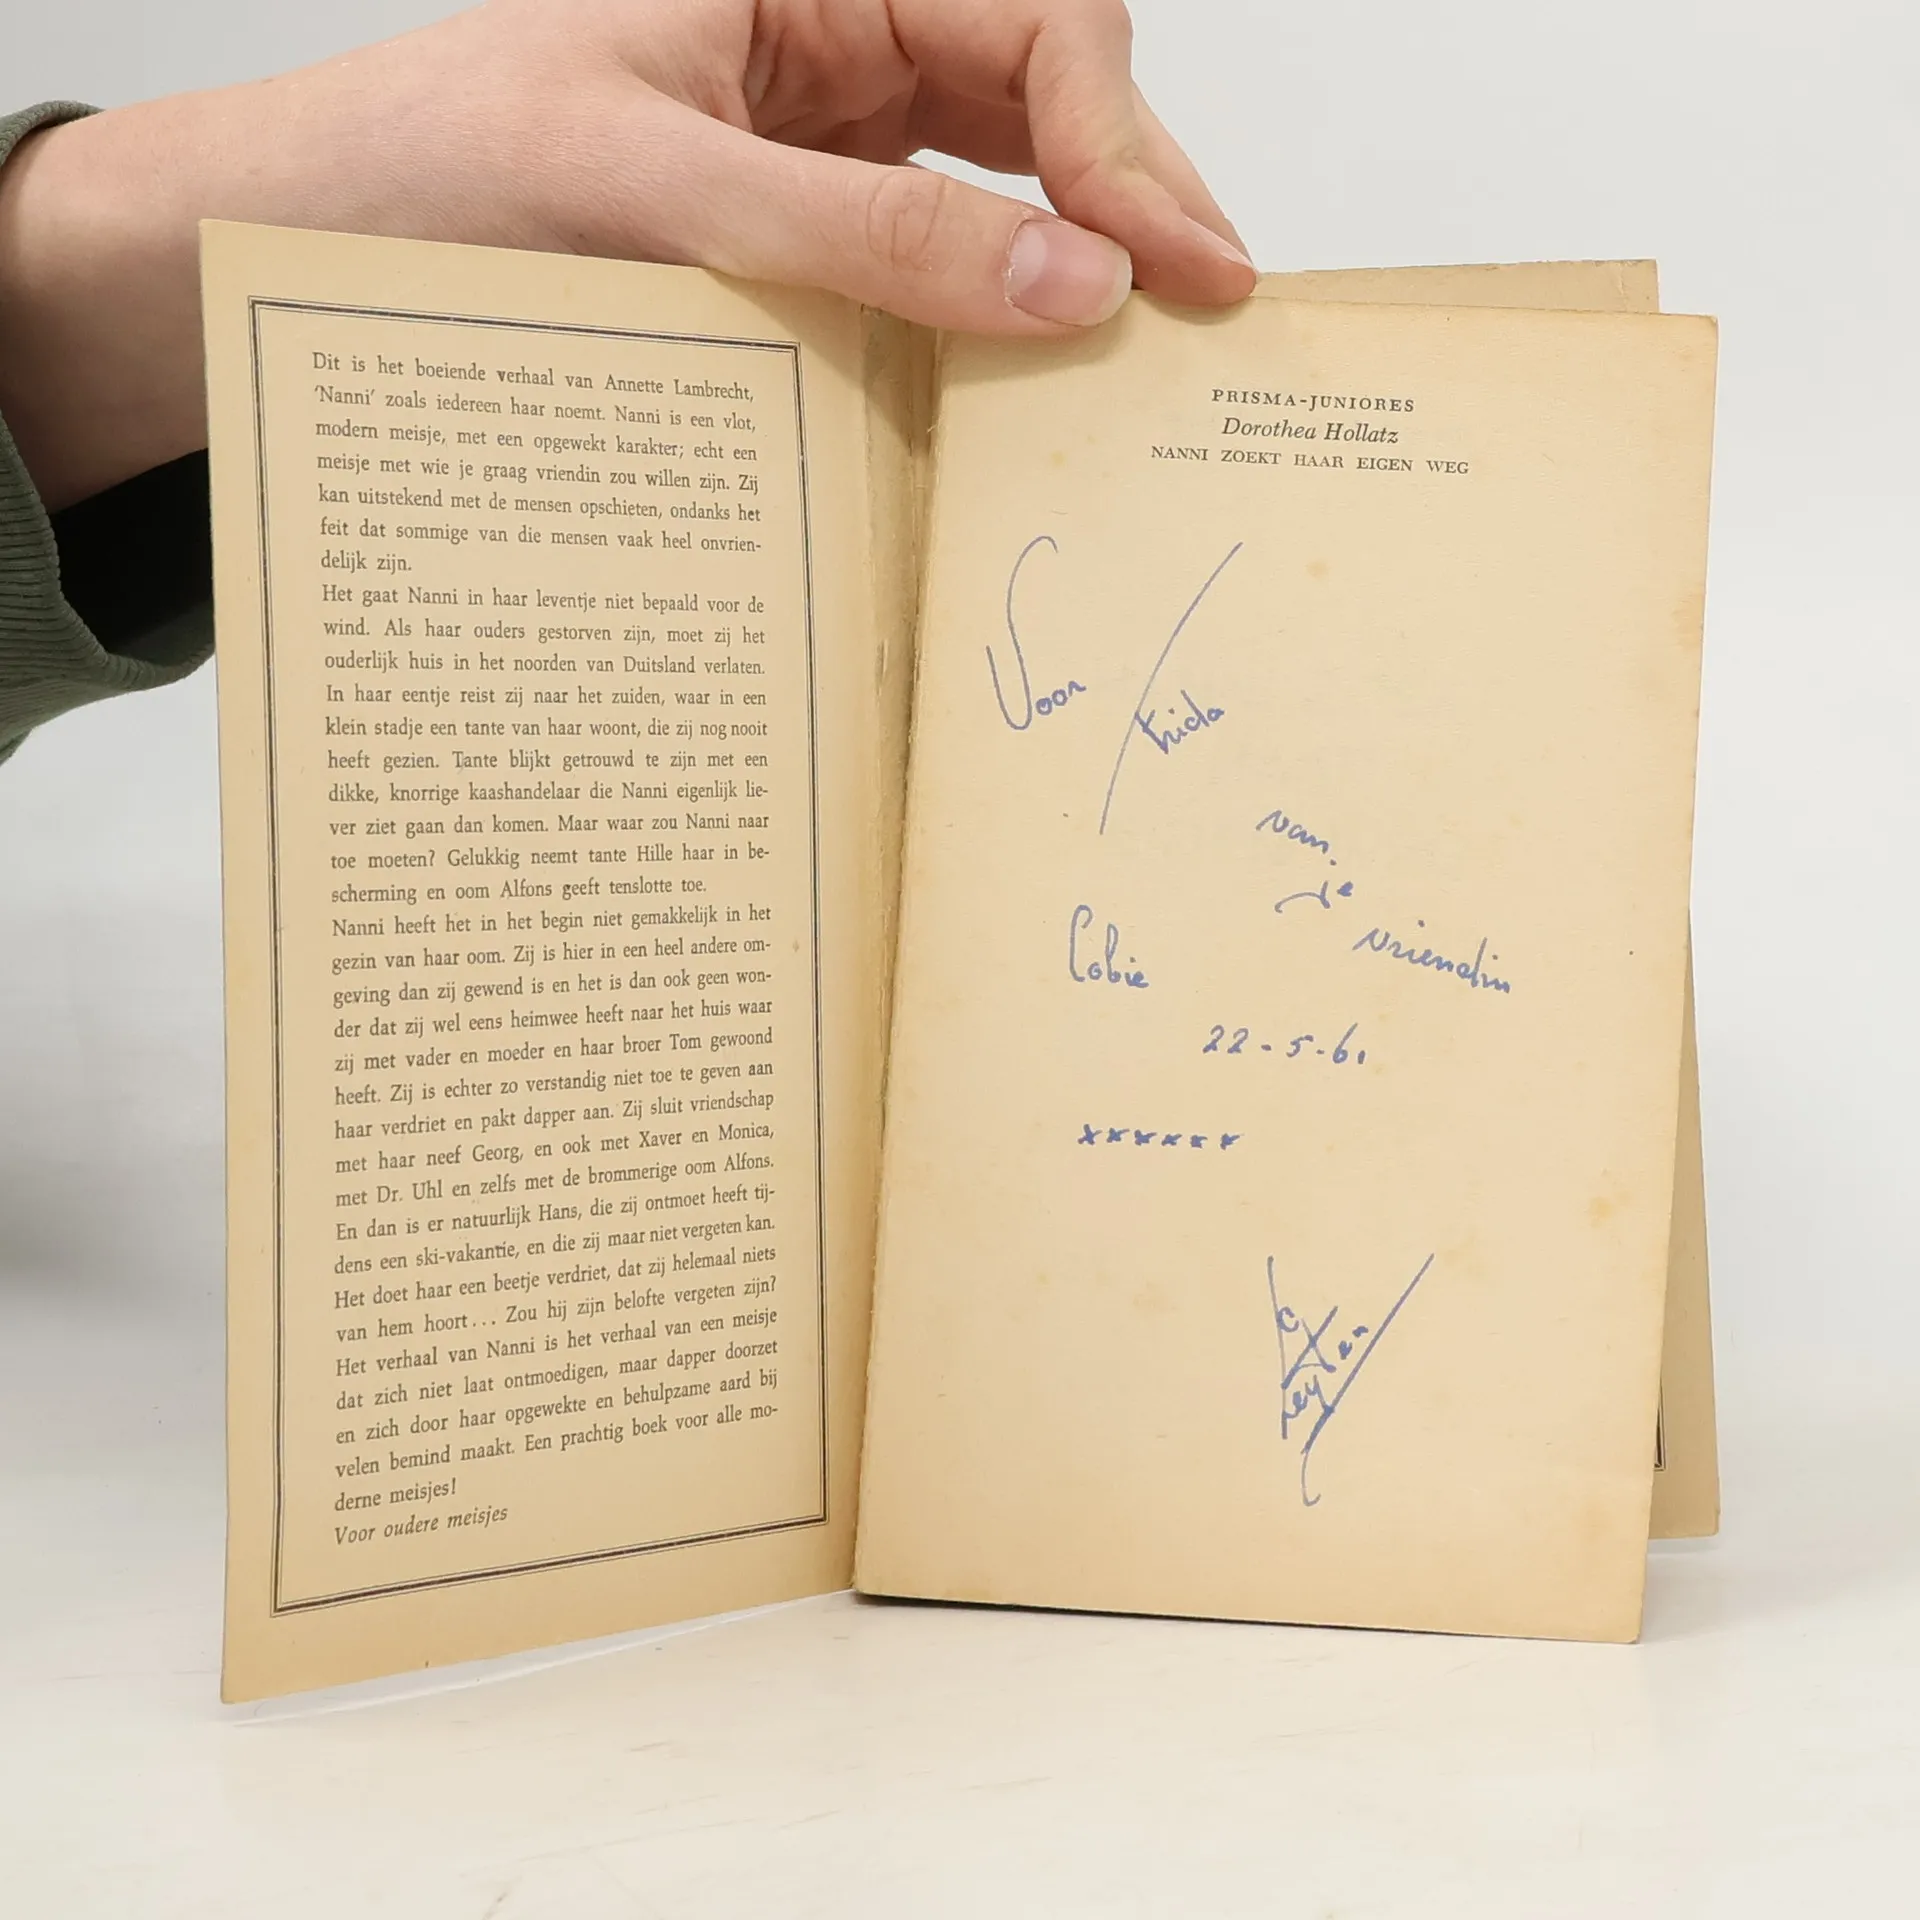 Dit is het boeiende verhaal van Annette Lambrecht,
'Nanni' zoals iedereen haar noemt. Nanni is een vlot,
modern meisje, met een opgewekt karakter; echt een
meisje met wie je graag vriendin zou willen zijn. Zij
kan uitstekend met de mensen opschieten, ondanks het
feit dat sommige van die mensen vaak heel onvrien-
delijk zijn.
Het gaat Nanni in haar leventje niet bepaald voor de
wind. Als haar ouders gestorven zijn, moet zij het
ouderlijk huis in het noorden van Duitsland verlaten.
In haar eentje reist zij naar het zuiden, waar in een
klein stadje een tante van haar woont, die zij nog nooit
heeft gezien. Tante blijkt getrouwd te zijn met een
dikke, knorrige kaashandelaar die Nanni eigenlijk lie-
ver ziet gaan dan komen. Maar waar zou Nanni naar
toe moeten? Gelukkig neemt tante Hille haar in be-
scherming en oom Alfons geeft tenslotte toe.
Nanni heeft het in het begin niet gemakkelijk in het
gezin van haar oom. Zij is hier in een heel andere om-
geving dan zij gewend is en het is dan ook geen won-
der dat zij wel eens heimwee heeft naar het huis waar
zij met vader en moeder en haar broer Tom gewoond
heeft. Zij is echter zo verstandig niet toe te geven aan
haar verdriet en pakt dapper aan. Zij sluit vriendschap
met haar neef Georg, en ook met Xaver en Monica,
met Dr. Uhl en zelfs met de brommerige oom Alfons.
En dan is er natuurlijk Hans, die zij ontmoet heeft tij-
dens een ski-vakantie, en die zij maar niet vergeten kan.
Het doet haar een beetje verdriet, dat zij helemaal niets
van hem hoort... Zou hij zijn belofte vergeten zijn?
Het verhaal van Nanni is het verhaal van een meisje
dat zich niet laat ontmoedigen, maar dapper doorzet
en zich door haar opgewekte en behulpzame aard bij
velen bemind maakt. Een prachtig boek voor alle mo-
derne meisjes!
Voor oudere meisjes
PRISMA-JUNIORES
Dorothea Hollatz
NANNI ZOEKT HAAR EIGEN WEG
Voor
Frida
van
je
vriendin
Cobie
22-5-61
××××××